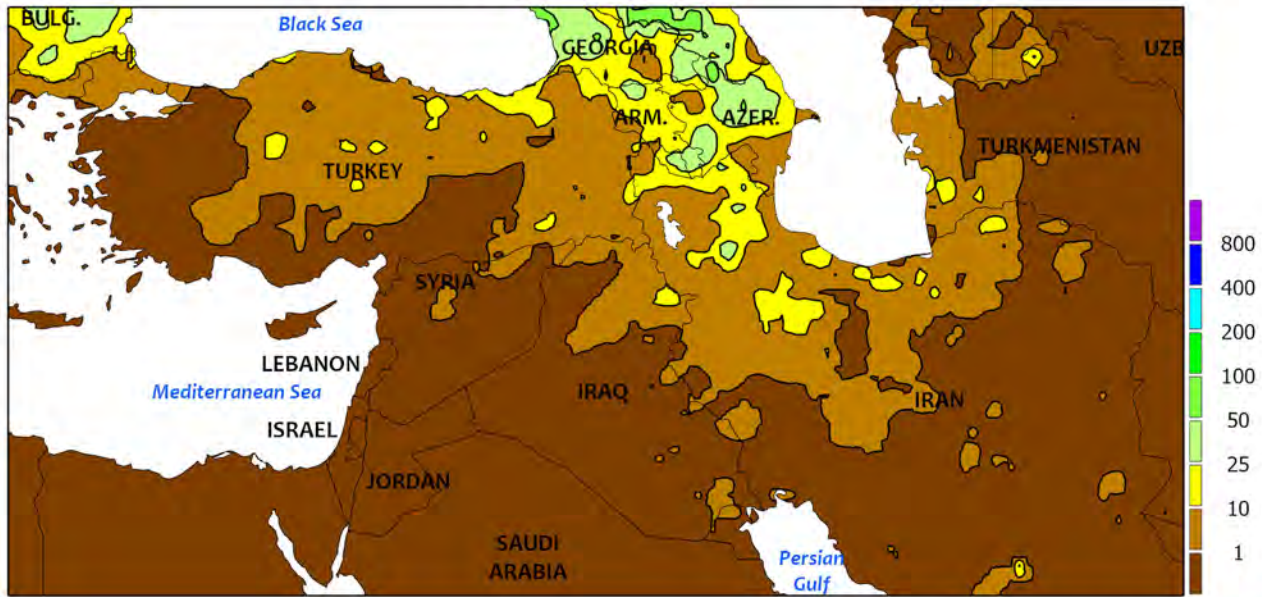 BULG.
Black Sea
GEORGIA
UZB
ARM.
AZER.
TURKMENISTAN
TURKEY
SYRIA
LEBANON
Mediterranean Sea
ISRAEL
IRAQ
IRAN
JORDAN
SAUDI
ARABIA
Persian
Gulf
800
400
200
100
50
25
10
1